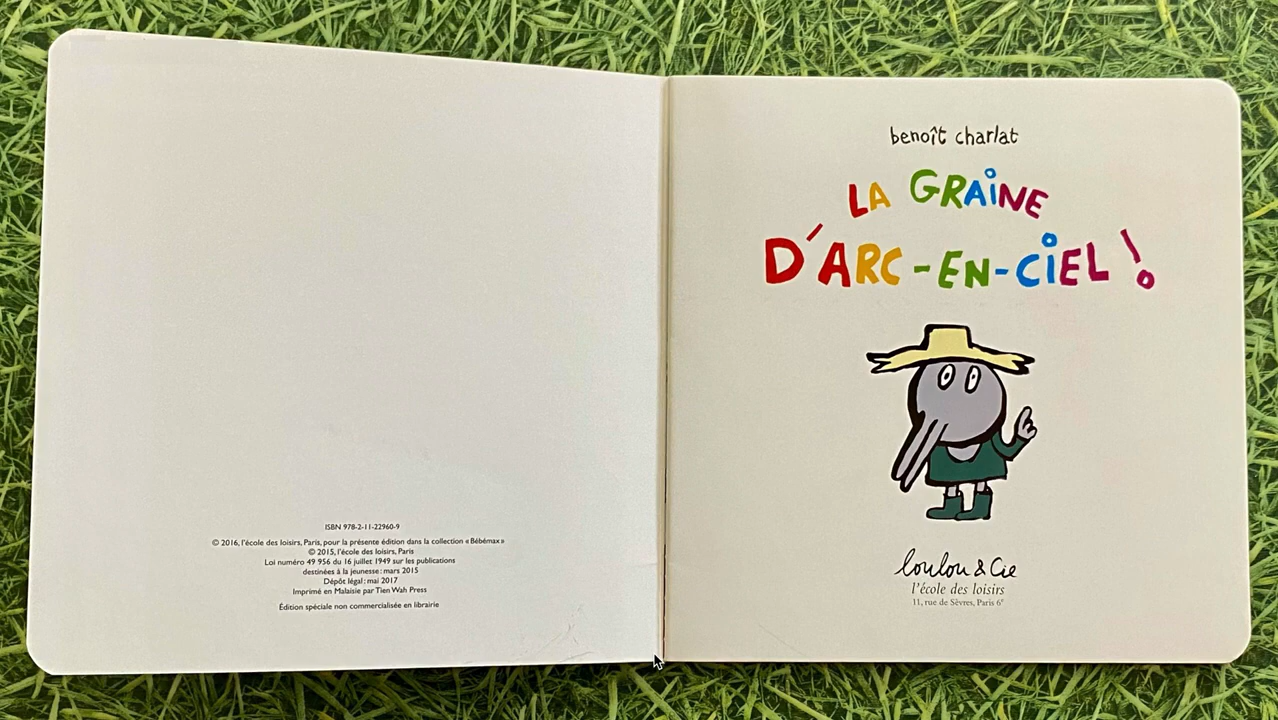 ISBN 978-2-11-22960-9
© 2016, l'école des loisirs, Paris, pour la présente édition dans la collection « Bébémax »
© 2015, l'école des loisirs, Paris
Loi numéro 49 956 du 16 juillet 1949 sur les publications
destinées à la jeunesse : mars 2015
Dépôt légal : mai 2017
Imprimé en Malaisie par Tien Wah Press
Édition spéciale non commercialisée en librairie
benoît charlat
LA GRAiNE
D'ARC-EN-CiEL !
loulou & Cie
l'école des loisirs
11, rue de Sèvres, Paris 6e